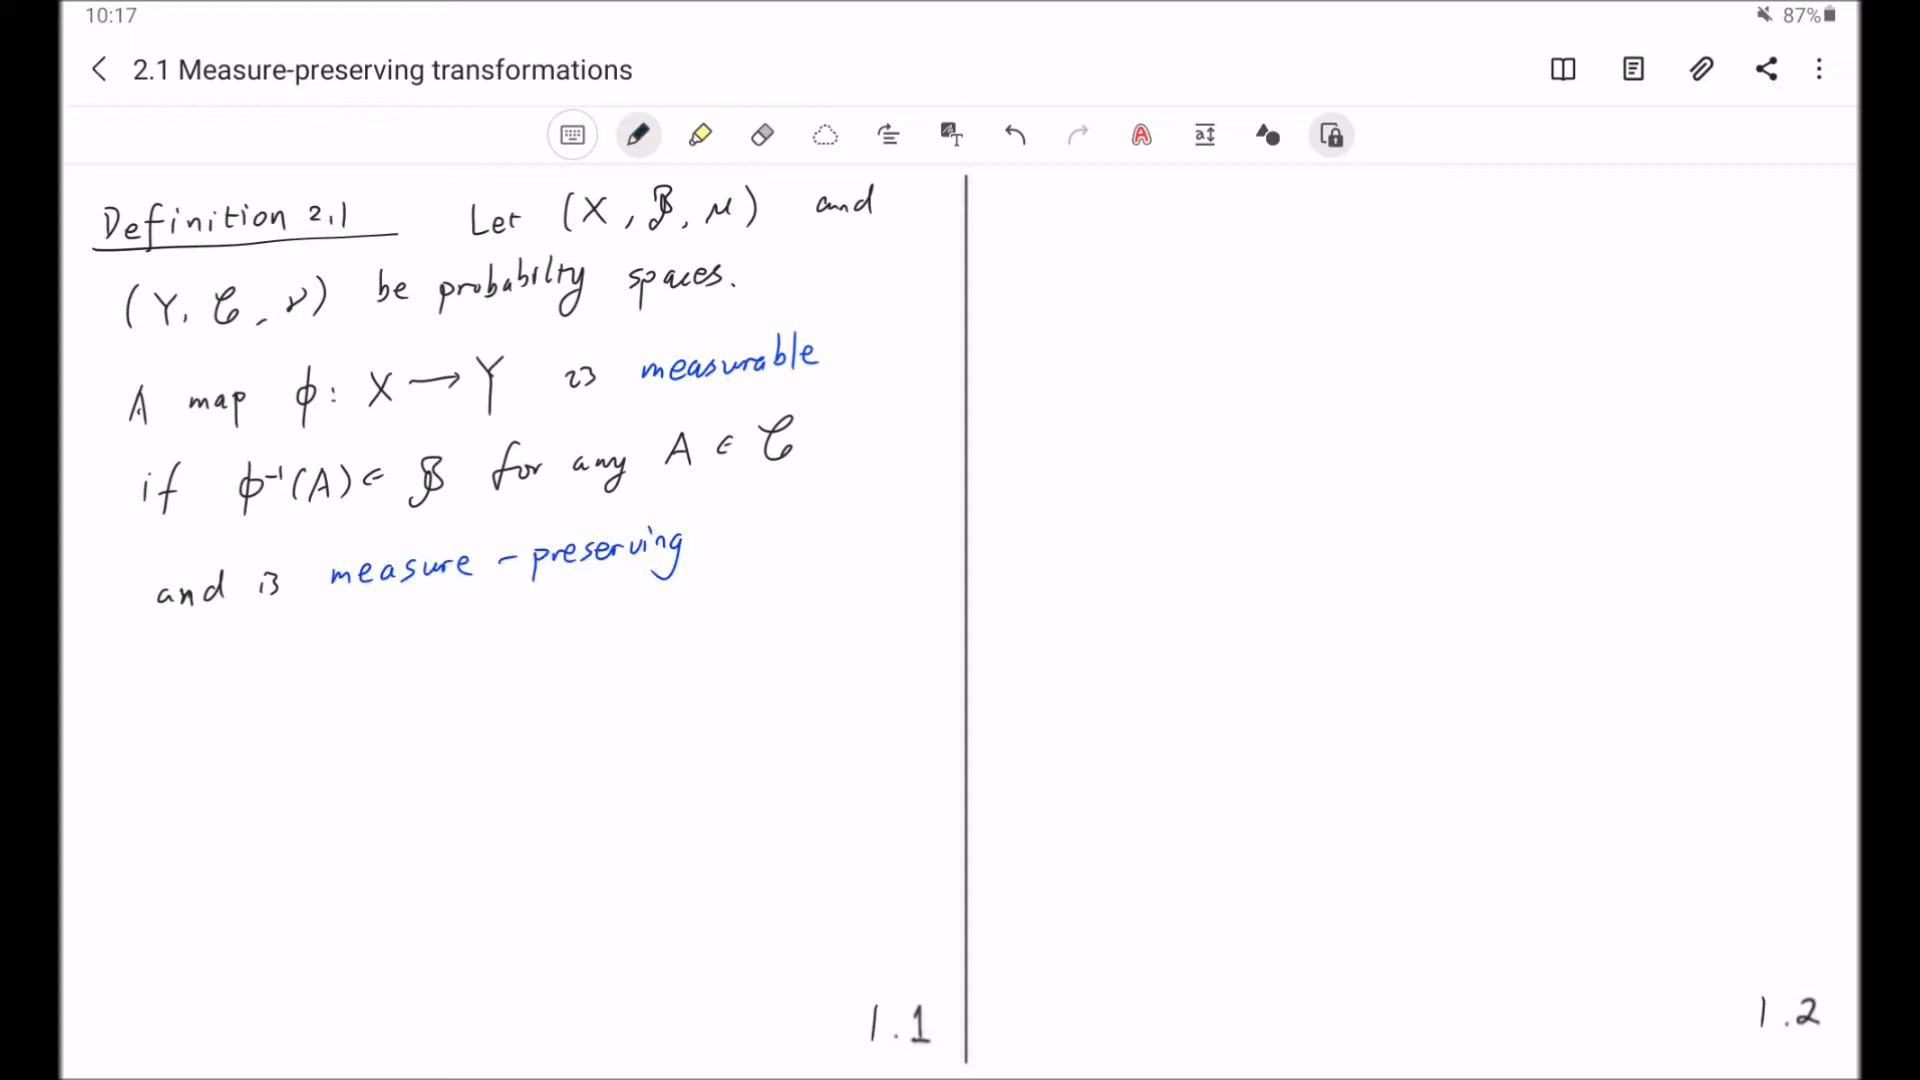 10:17
87%
2.1 Measure-preserving transformations
Definition 2.1 Let (X, ℬ, μ) and
(Y, 𝒞, ν) be probabilty spaces.
A map ϕ: X → Y is measurable
if ϕ⁻¹(A) ∈ ℬ for any A ∈ 𝒞
and is measure-preserving
1.1
1.2